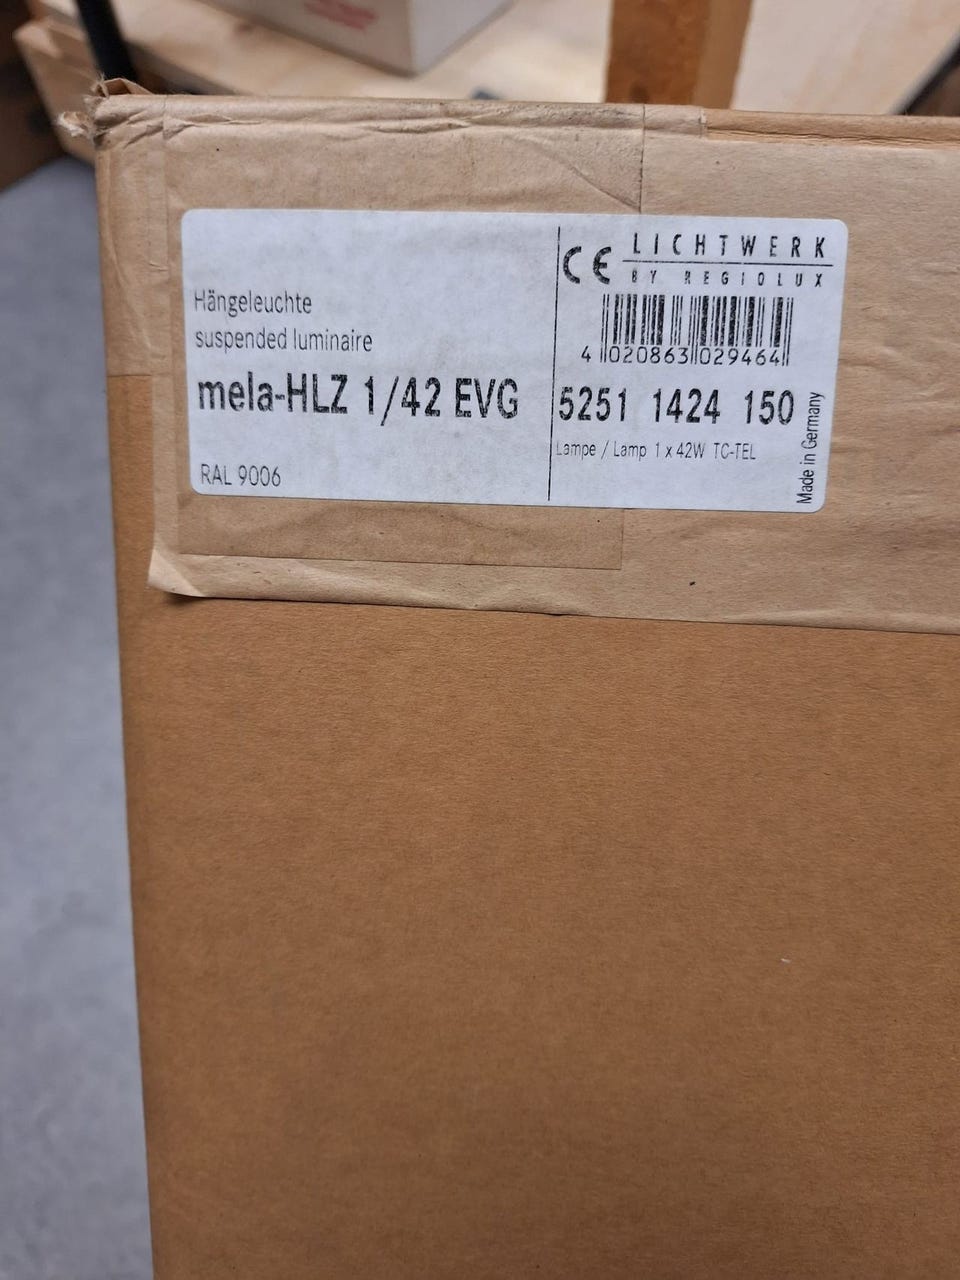 Hängeleuchte
suspended luminaire
mela-HLZ 1/42 EVG
RAL 9006
CE LICHTWERK
BY REGIOLUX
4 020863 029464
5251 1424 150
Lampe / Lamp 1 x 42W TC-TEL
Made in Germany